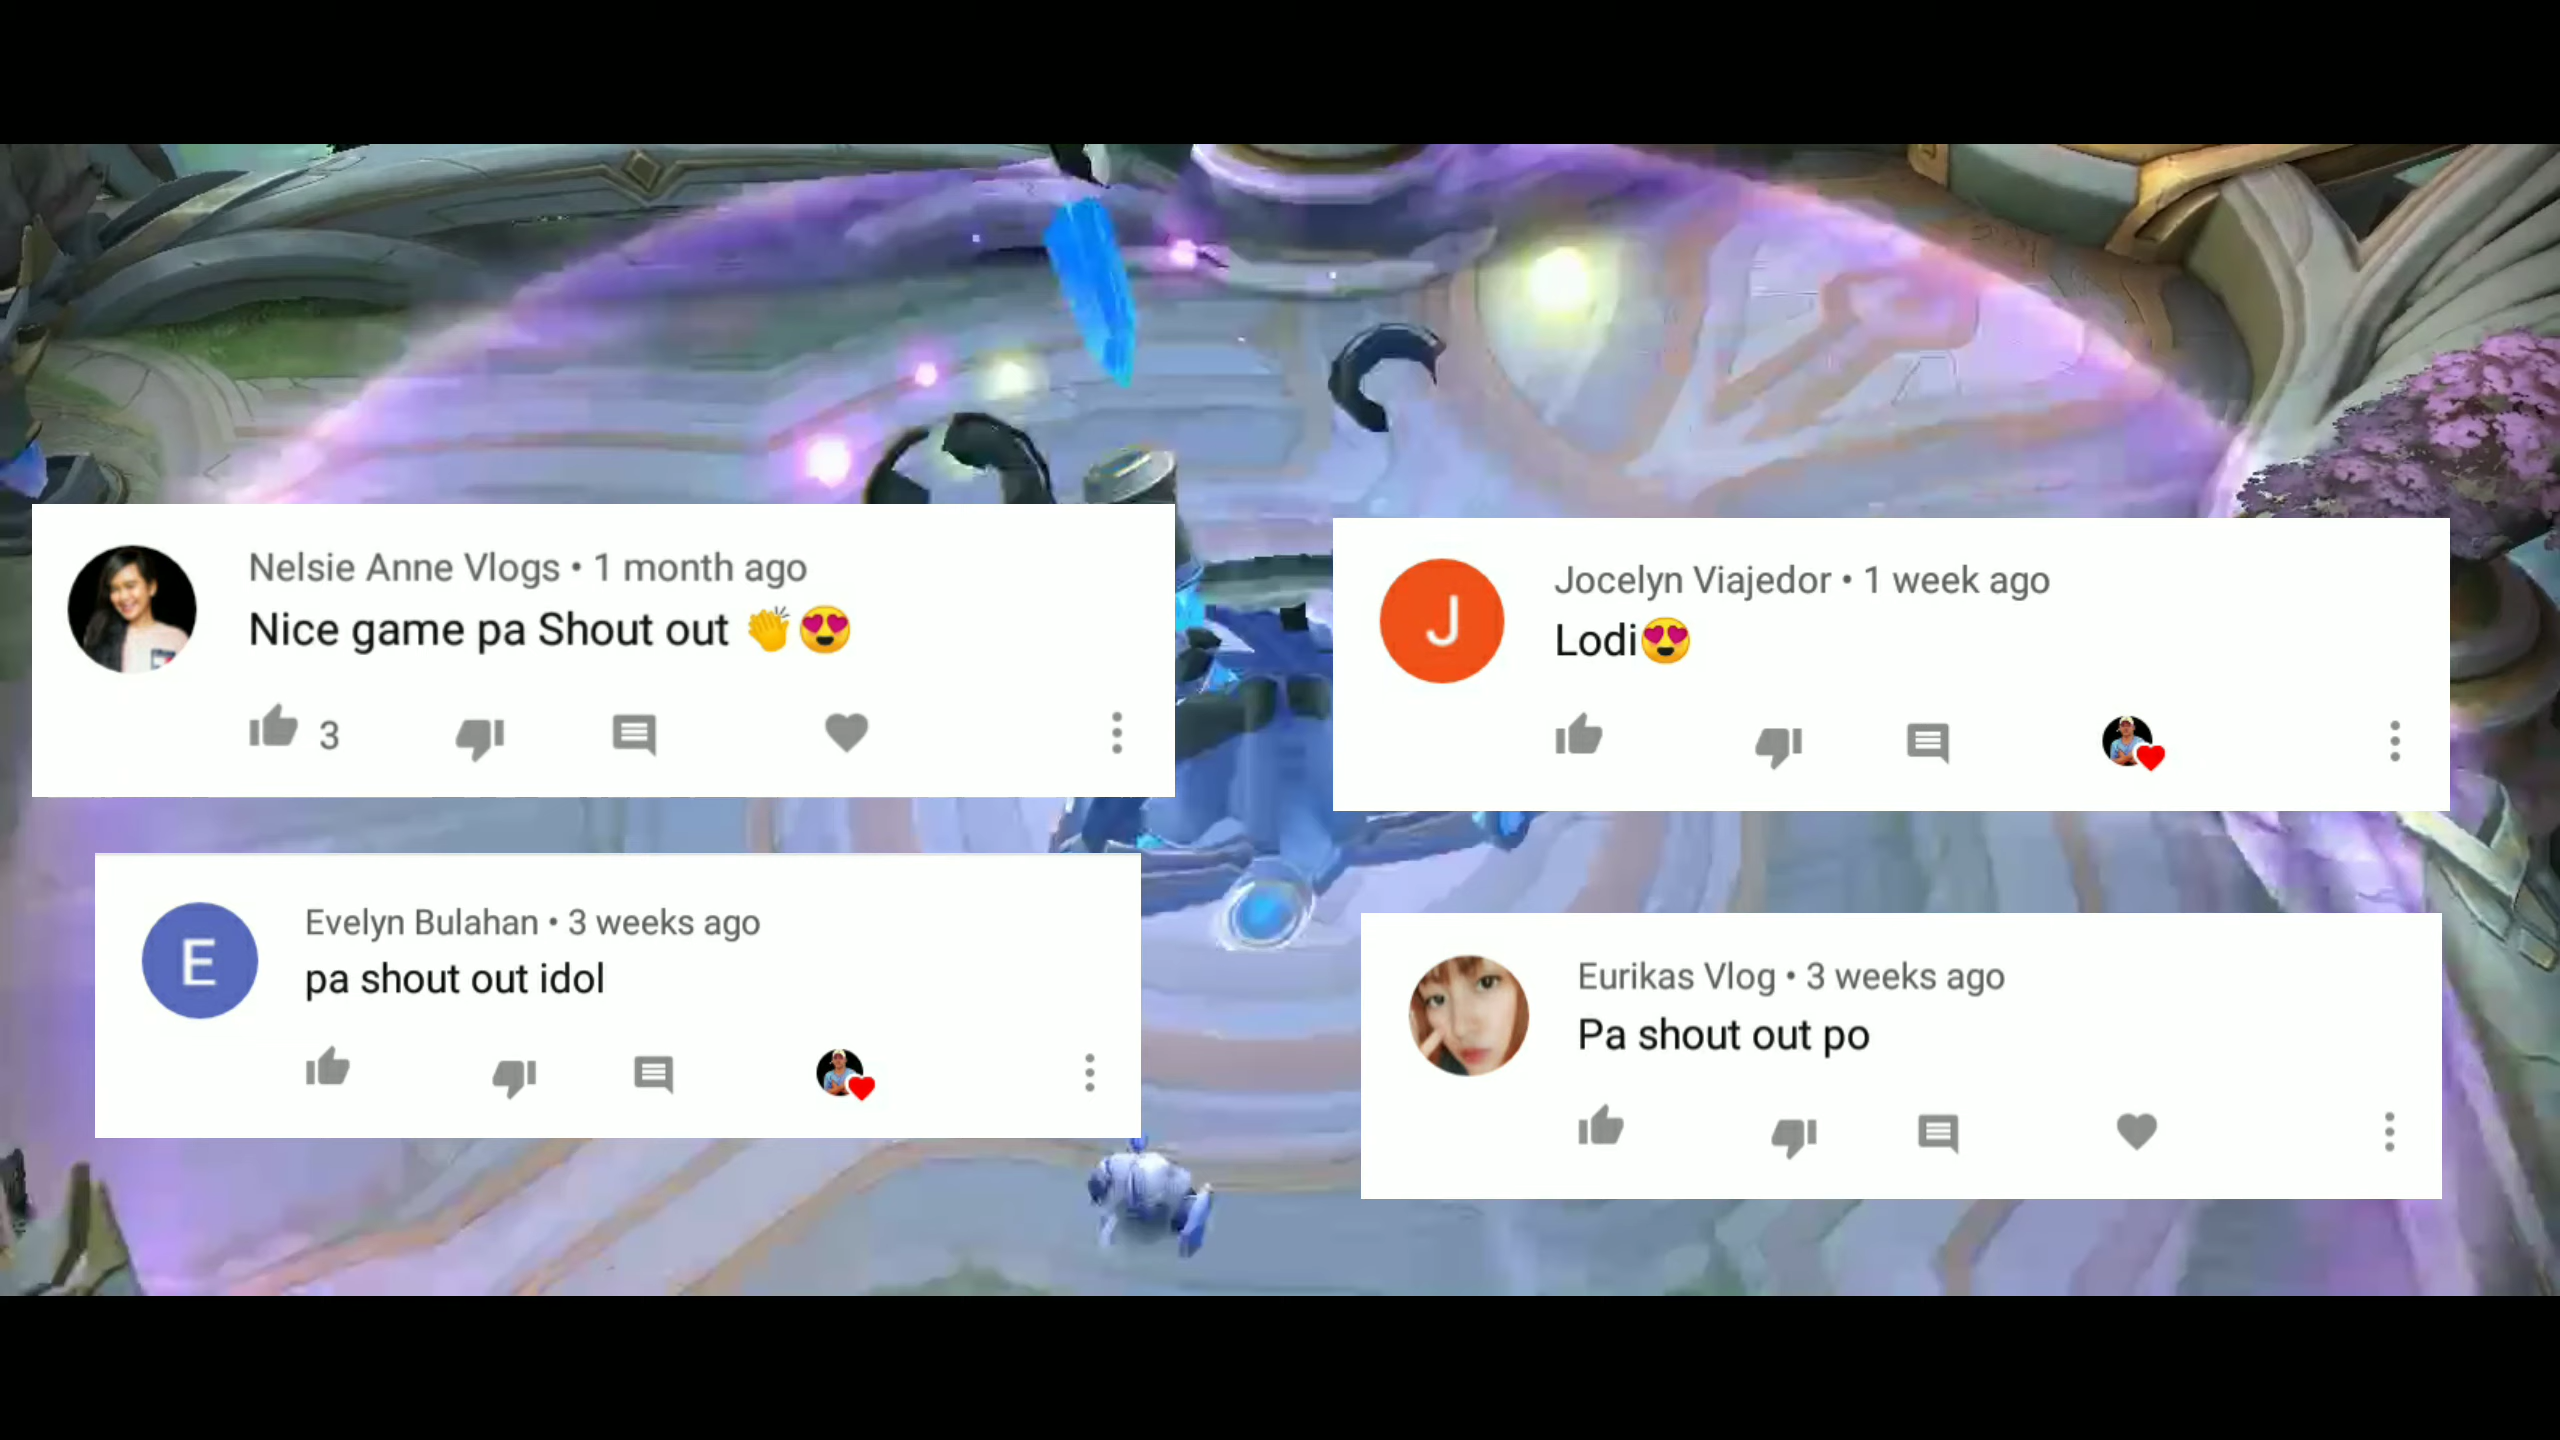 Nelsie Anne Vlogs • 1 month ago
Nice game pa Shout out 👏😍
3
Jocelyn Viajedor • 1 week ago
J
Lodi😍
Evelyn Bulahan • 3 weeks ago
E
pa shout out idol
Eurikas Vlog • 3 weeks ago
Pa shout out po